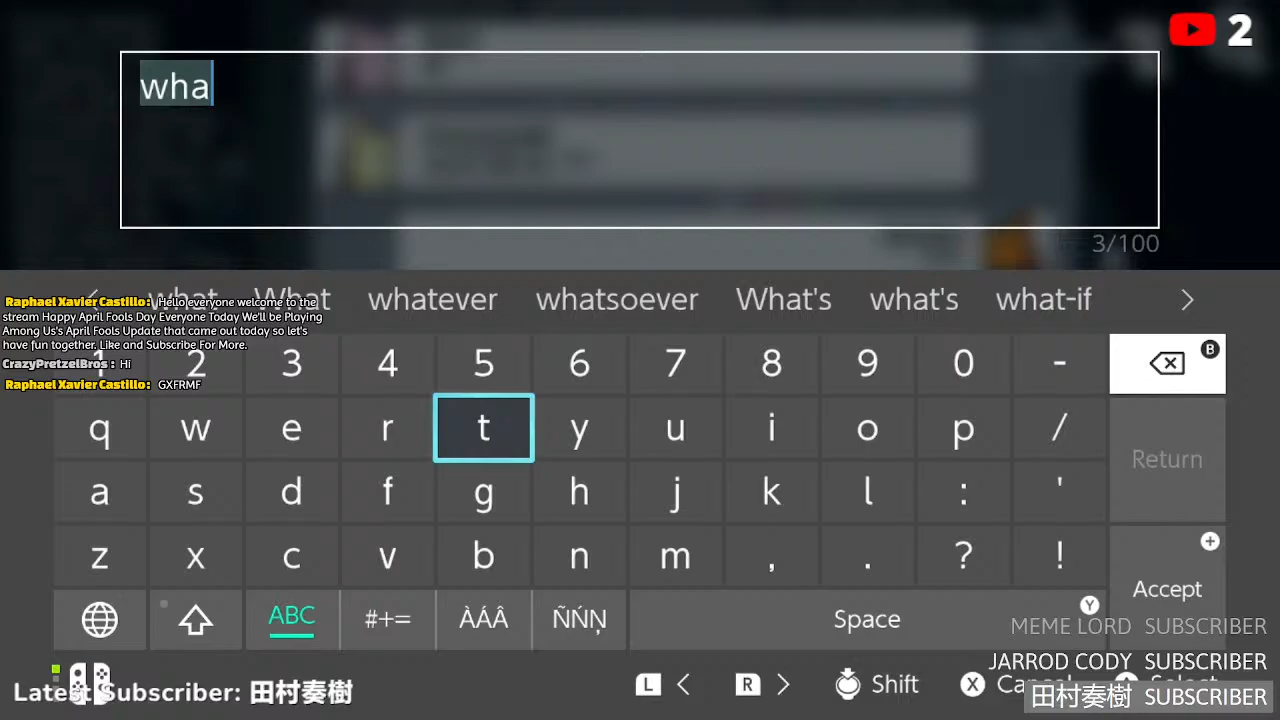 2
wha
3/100
what What whatever whatsoever What's what's what-if
Raphael Xavier Castillo: Hello everyone welcome to the
stream Happy April Fools Day Everyone Today We'll be Playing
Among Us's April Fools Update that came out today so let's
have fun together. Like and Subscribe For More.
CrazyPretzelBros: Hi
Raphael Xavier Castillo: GXFRMF
1 2 3 4 5 6 7 8 9 0 - B
q w e r t y u i o p /
Return
a s d f g h j k l : '
z x c v b n m , . ? !
Accept
ABC #+= ÀÁÂ ÑŃŅ Space Y
MEME LORD SUBSCRIBER
JARROD CODY SUBSCRIBER
L R Shift X
Latest Subscriber: 田村奏樹
田村奏樹 SUBSCRIBER